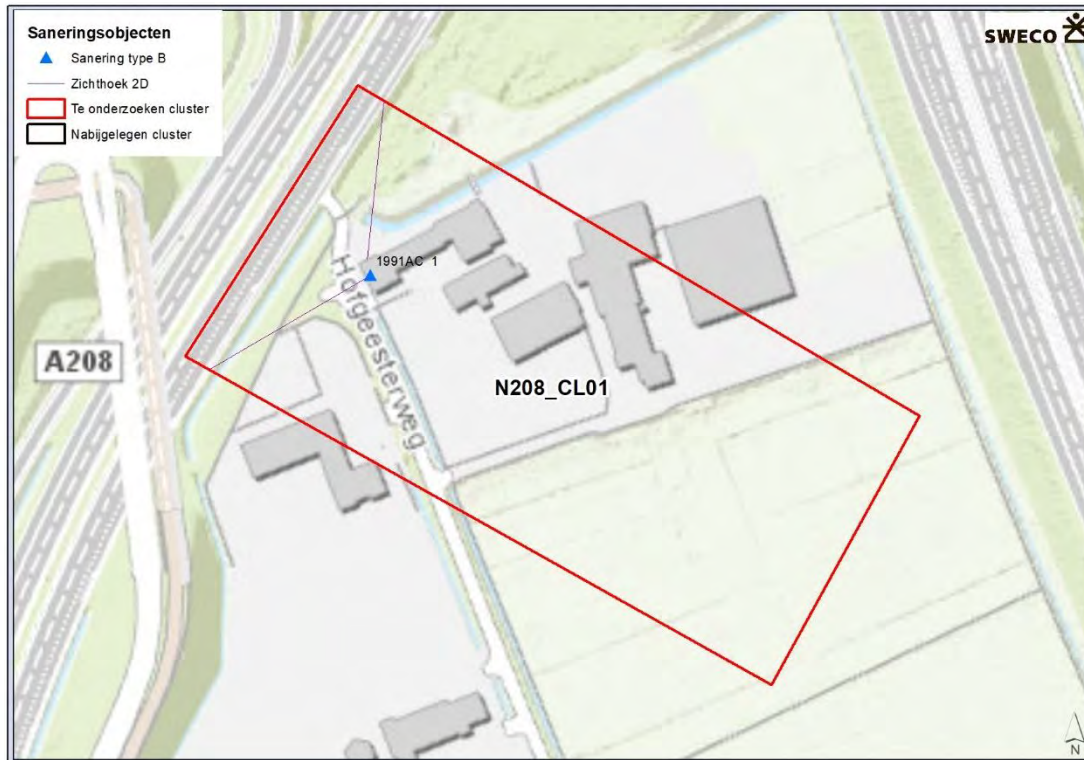 Saneringsobjecten
Sanering type B
Zichthoek 2D
Te onderzoeken cluster
Nabijgelegen cluster
SWECO
1991AC_1
Hofgeesterweg
A208
N208_CL01
N